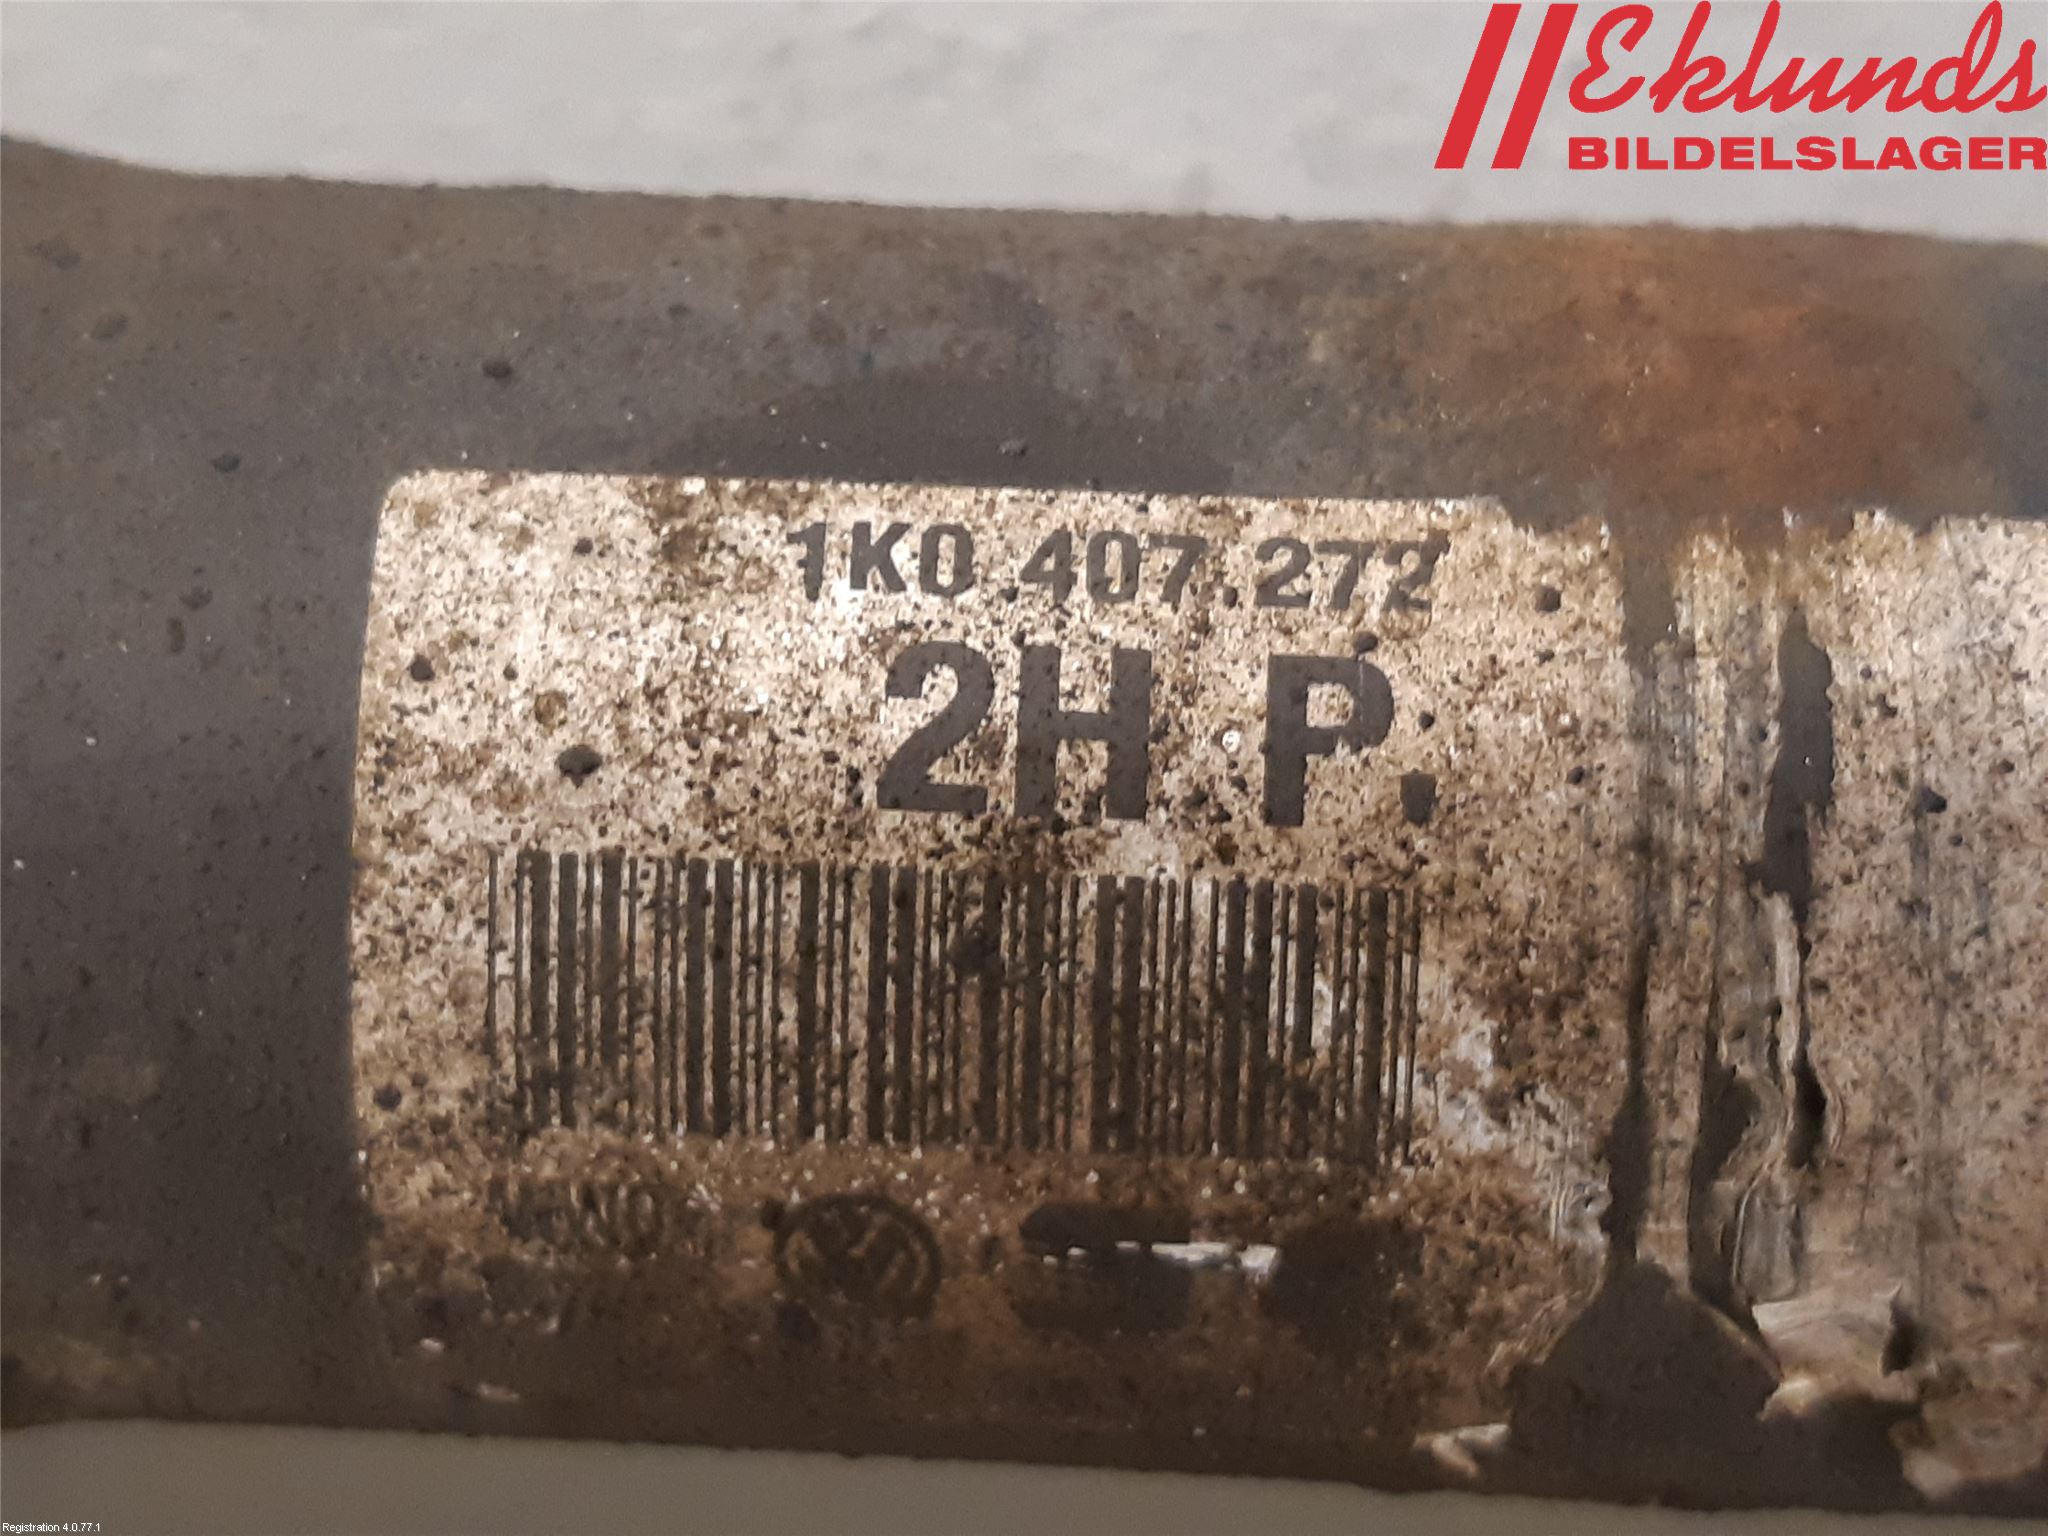 Eklunds
BILDELSLAGER
1K0.407.272
2H P.
Registration 4.0.77.1